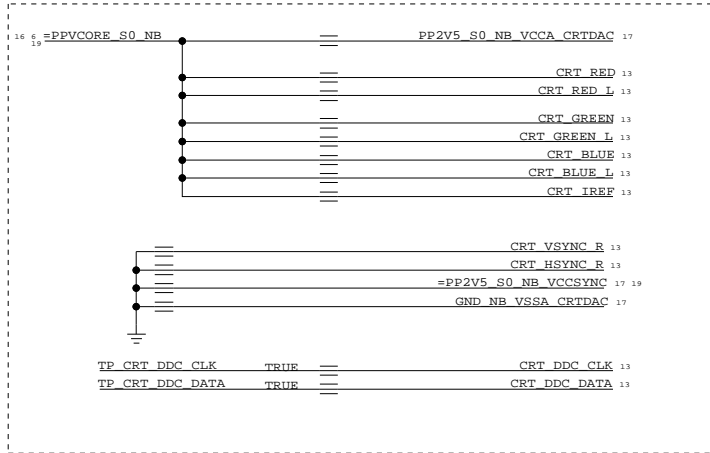 16 6 =PPVCORE_S0_NB PP2V5_S0_NB_VCCA_CRTDAC 17
19
CRT_RED 13
CRT_RED_L 13
CRT_GREEN 13
CRT_GREEN_L 13
CRT_BLUE 13
CRT_BLUE_L 13
CRT_IREF 13
CRT_VSYNC_R 13
CRT_HSYNC_R 13
=PP2V5_S0_NB_VCCSYNC 17 19
GND_NB_VSSA_CRTDAC 17
TP_CRT_DDC_CLK TRUE CRT_DDC_CLK 13
TP_CRT_DDC_DATA TRUE CRT_DDC_DATA 13